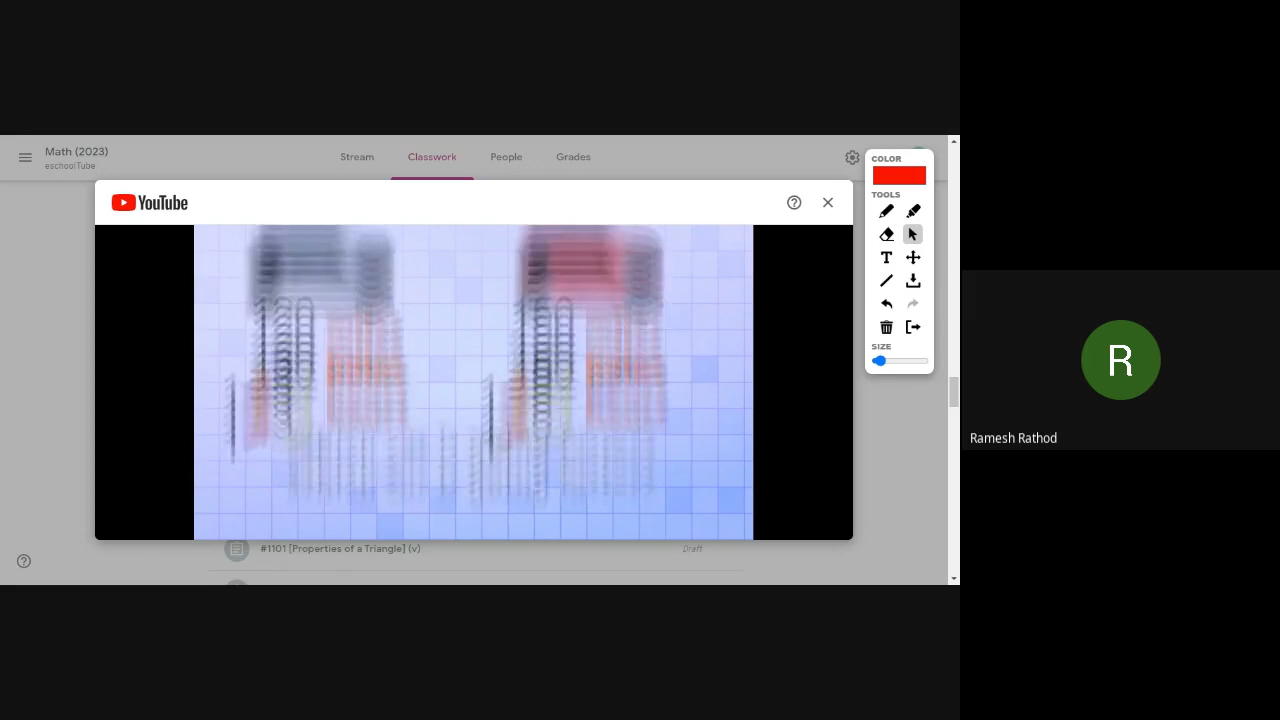 Math (2023)
eschoolTube
Stream
Classwork
People
Grades
YouTube
COLOR
TOOLS
T
SIZE
#1101 [Properties of a Triangle] (v)
Draft
R
Ramesh Rathod